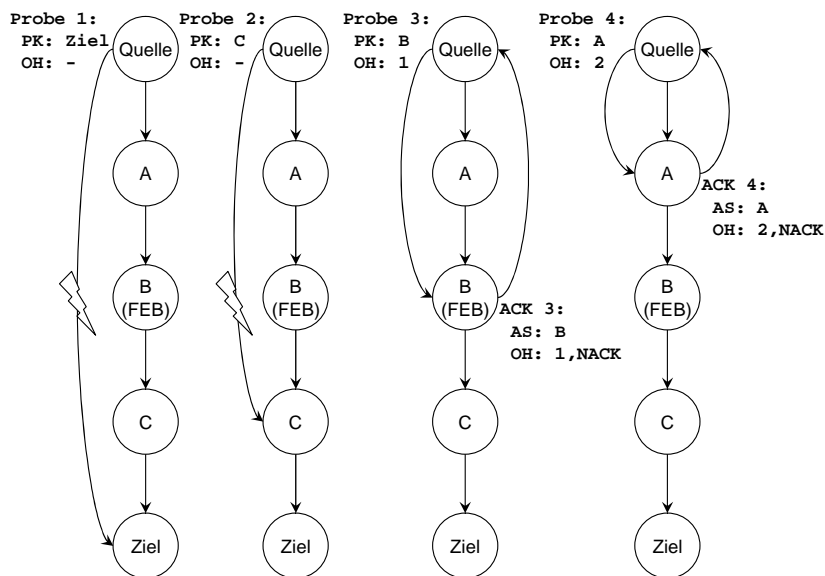 Probe 1:
PK: Ziel
OH: -
Quelle
A
B
(FEB)
C
Ziel
Probe 2:
PK: C
OH: -
Quelle
A
B
(FEB)
C
Ziel
Probe 3:
PK: B
OH: 1
Quelle
A
B
(FEB)
ACK 3:
AS: B
OH: 1,NACK
C
Ziel
Probe 4:
PK: A
OH: 2
Quelle
A
ACK 4:
AS: A
OH: 2,NACK
B
(FEB)
C
Ziel